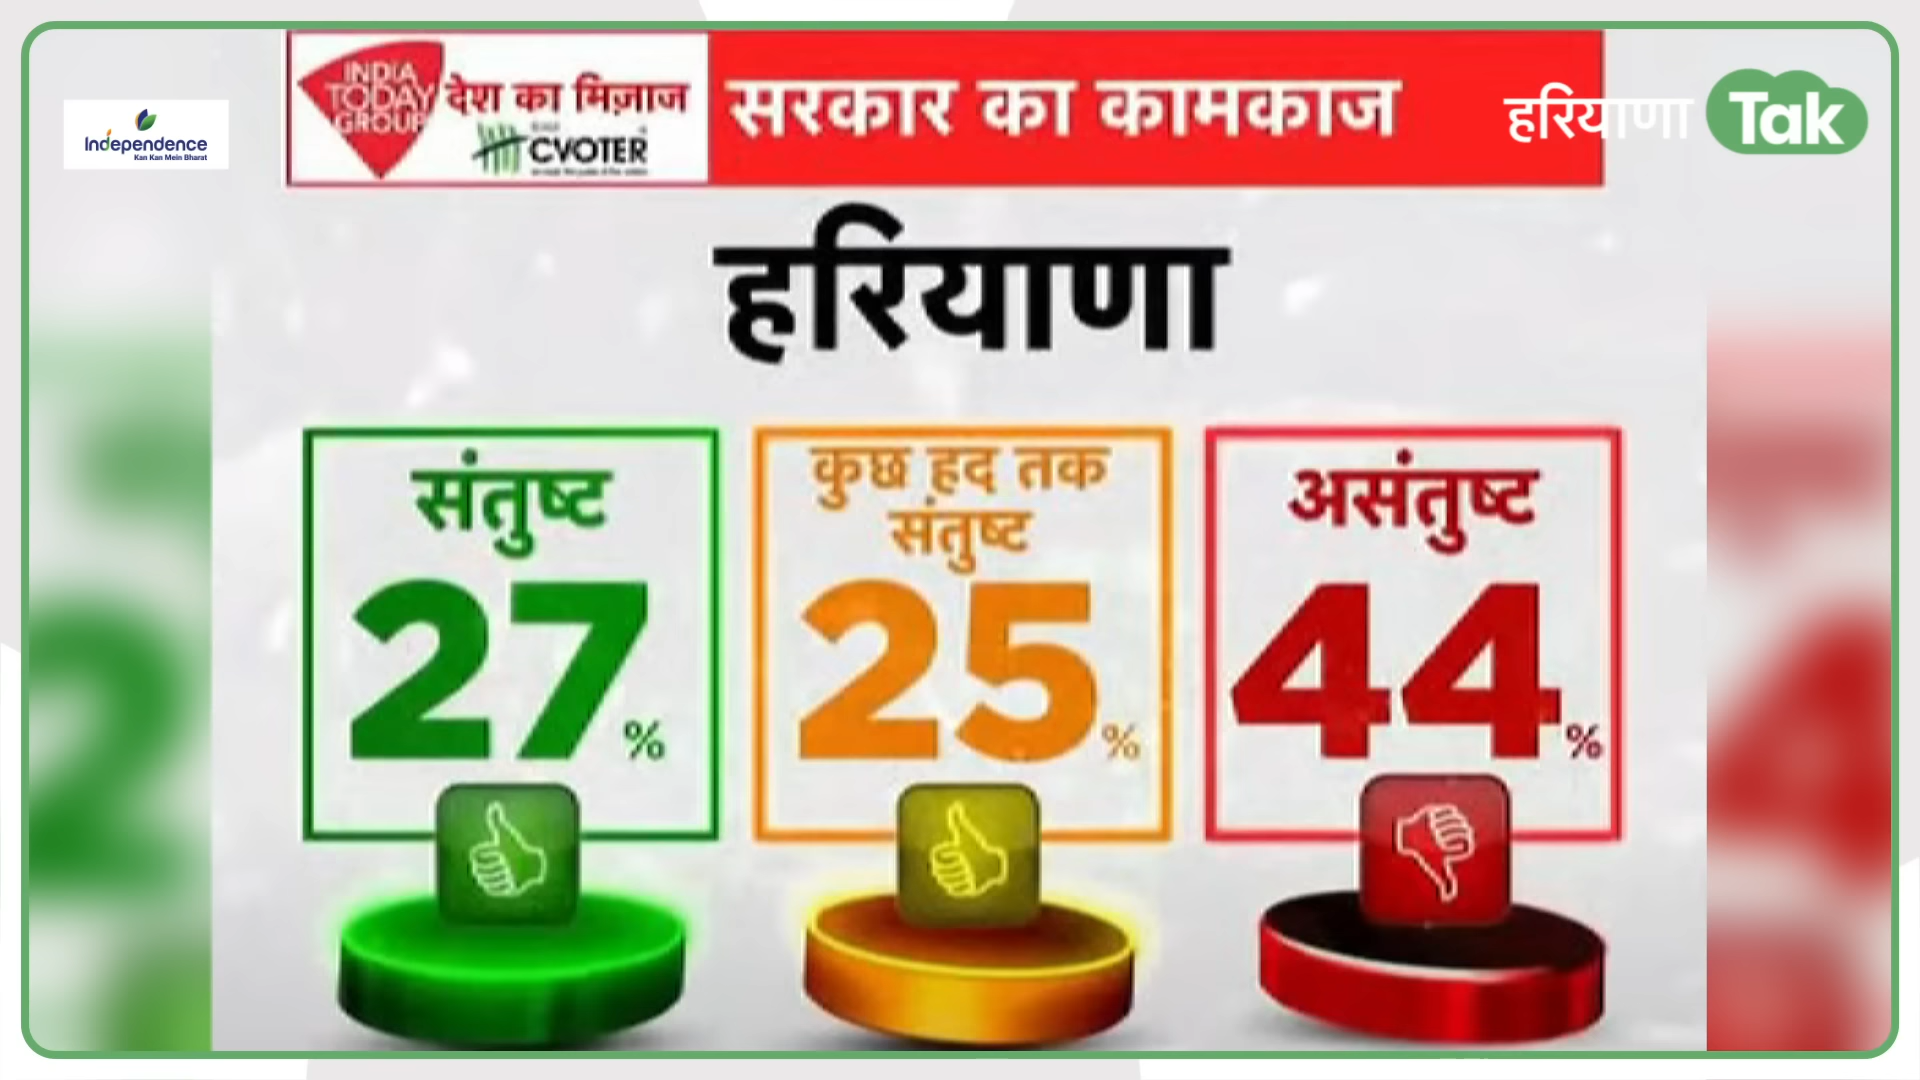 INDIA
TODAY
GROUP
देश का मिज़ाज
CVOTER
सरकार का कामकाज
हरियाणा Tak
Independence
Kan Kan Mein Bharat
हरियाणा
संतुष्ट
27%
कुछ हद तक
संतुष्ट
25%
असंतुष्ट
44%